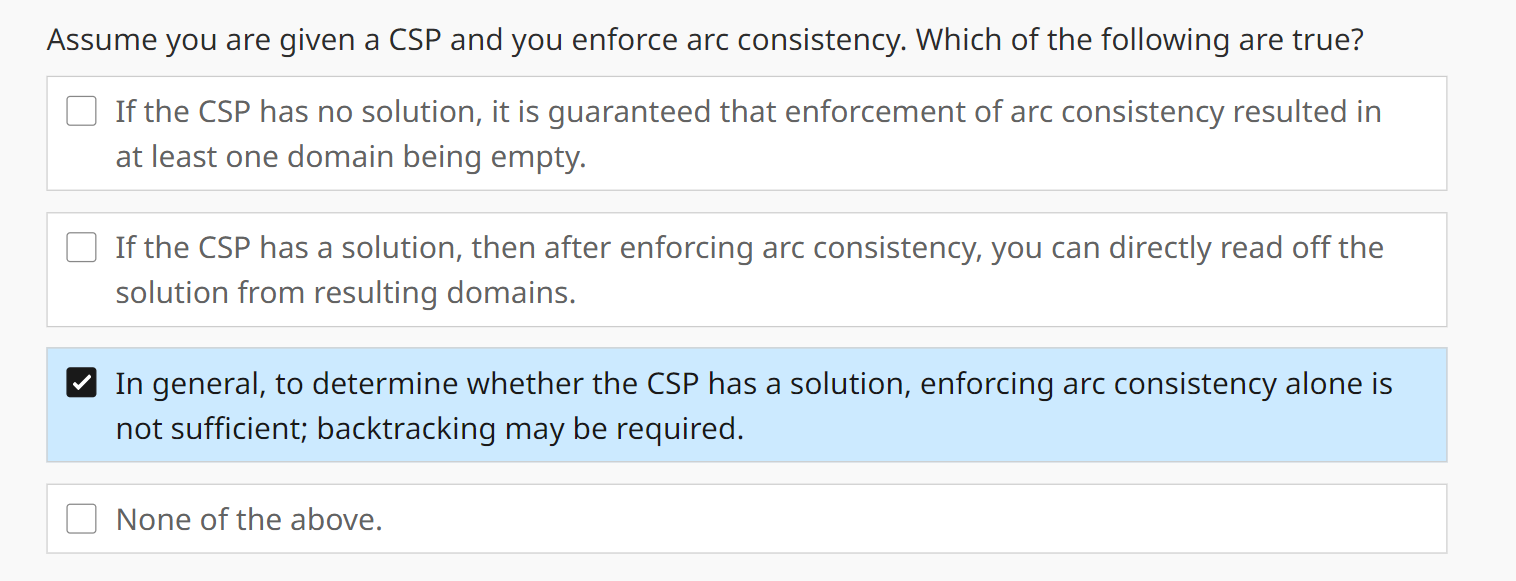 Assume you are given a CSP and you enforce arc consistency. Which of the following are true?
If the CSP has no solution, it is guaranteed that enforcement of arc consistency resulted in
at least one domain being empty.
If the CSP has a solution, then after enforcing arc consistency, you can directly read off the
solution from resulting domains.
In general, to determine whether the CSP has a solution, enforcing arc consistency alone is
not sufficient; backtracking may be required.
None of the above.